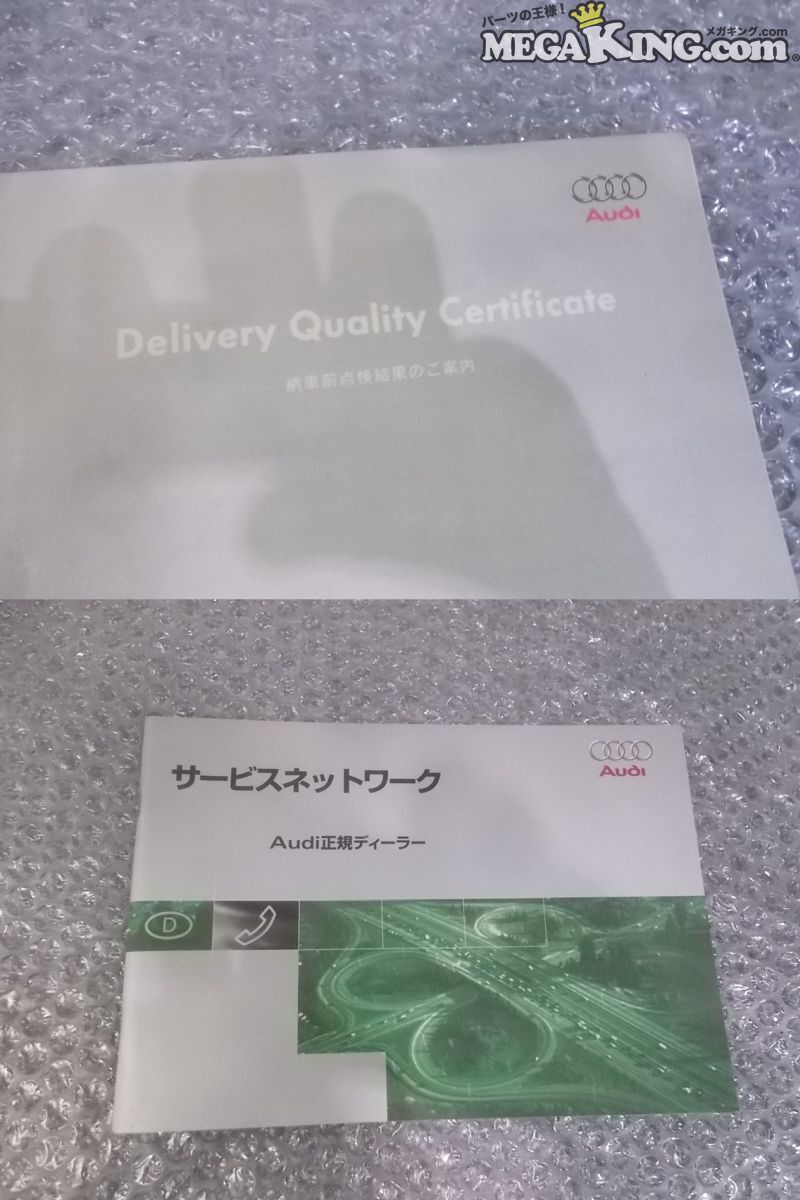 パーツの王様！
メガキング.com
MEGAKING.com®
Audi
Delivery Quality Certificate
納車前点検結果のご案内
サービスネットワーク
Audi
Audi正規ディーラー
D